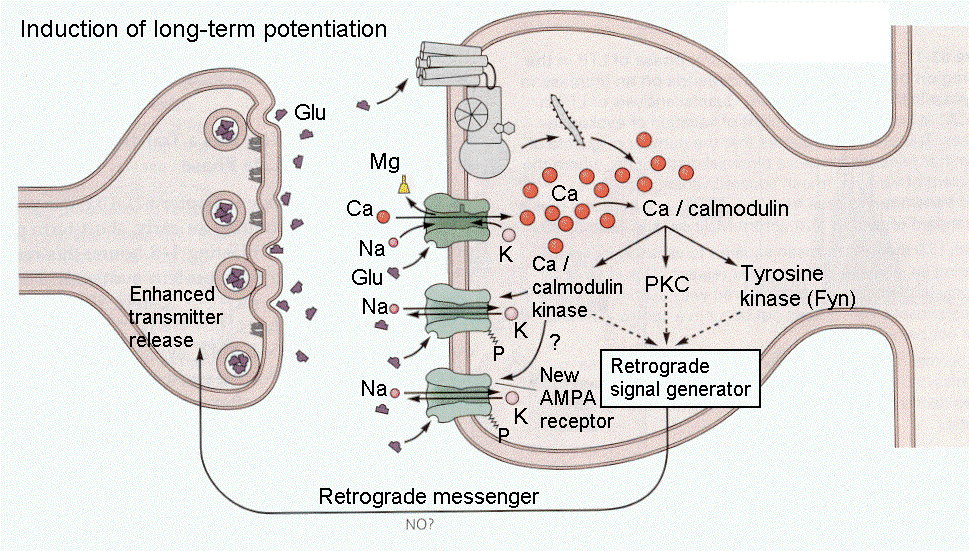 Induction of long-term potentiation
Glu
Mg
Ca
Na
Glu
K
Ca
Ca / calmodulin
Ca /
calmodulin
kinase
PKC
Tyrosine
kinase (Fyn)
Enhanced
transmitter
release
Na
K
P
?
Retrograde
signal generator
Na
K
P
New
AMPA
receptor
Retrograde messenger
NO?